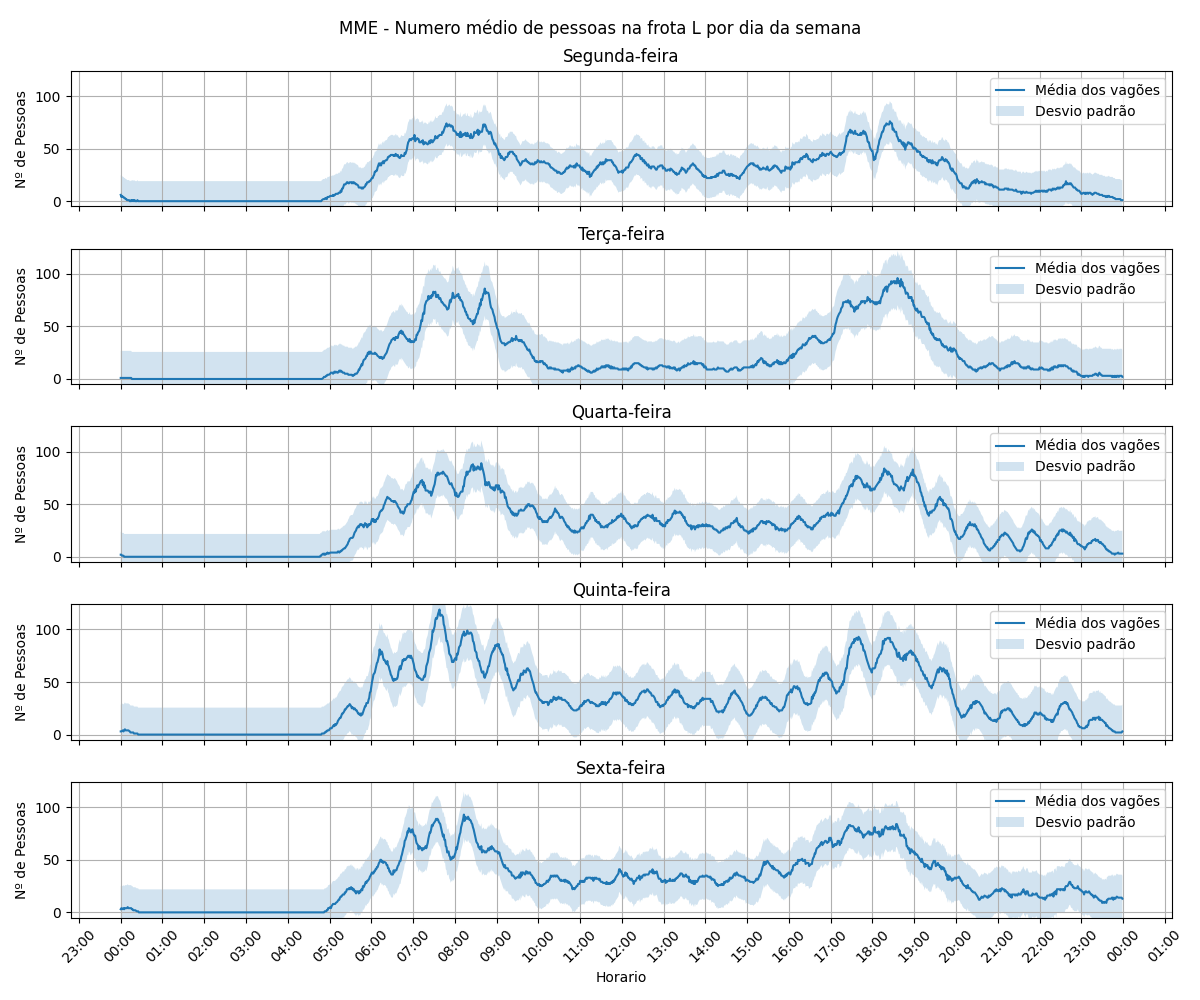 MME - Numero médio de pessoas na frota L por dia da semana
Segunda-feira
Nº de Pessoas
100
50
0
Média dos vagões
Desvio padrão
Terça-feira
Nº de Pessoas
100
50
0
Média dos vagões
Desvio padrão
Quarta-feira
Nº de Pessoas
100
50
0
Média dos vagões
Desvio padrão
Quinta-feira
Nº de Pessoas
100
50
0
Média dos vagões
Desvio padrão
Sexta-feira
Nº de Pessoas
100
50
0
Média dos vagões
Desvio padrão
23:00 00:00 01:00 02:00 03:00 04:00 05:00 06:00 07:00 08:00 09:00 10:00 11:00 12:00 13:00 14:00 15:00 16:00 17:00 18:00 19:00 20:00 21:00 22:00 23:00 00:00 01:00
Horario